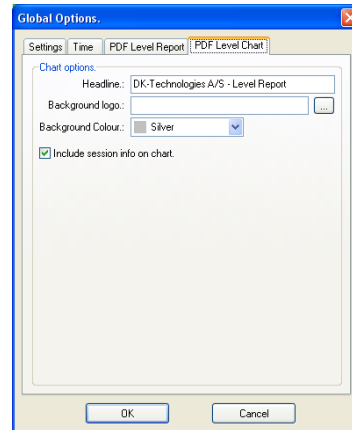 Global Options.
Settings Time PDF Level Report PDF Level Chart
Chart options.
Headline.: DK-Technologies A/S - Level Report
Background logo.: ...
Background Colour.: Silver
Include session info on chart.
OK Cancel